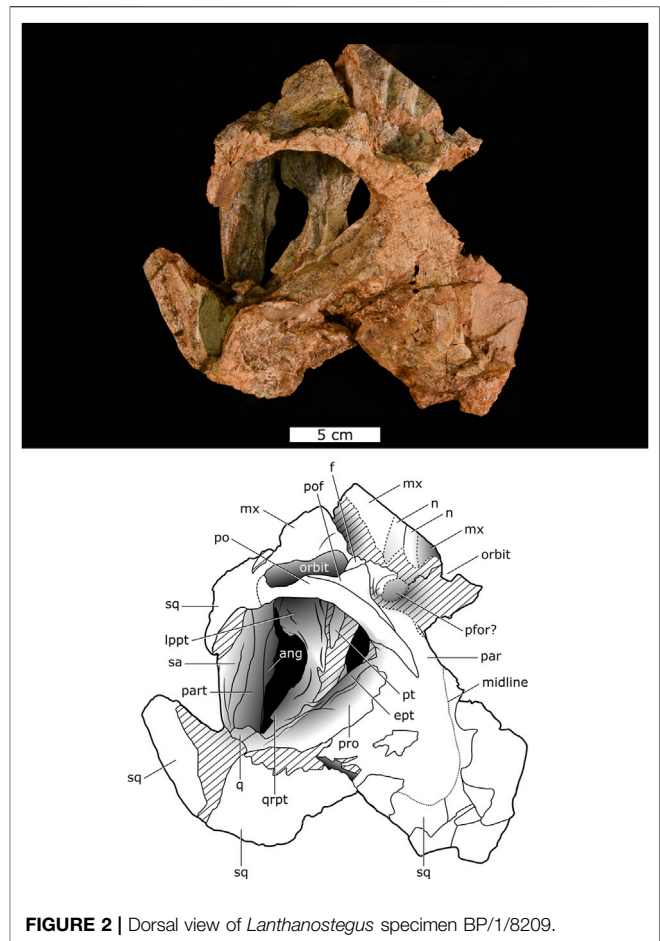 5 cm
f
pof
mx
mx
n
n
po
mx
orbit
orbit
sq
pfor?
lppt
par
sa
ang
midline
part
pt
ept
pro
sq
q
qrpt
sq
sq
FIGURE 2 | Dorsal view of Lanthanostegus specimen BP/1/8209.